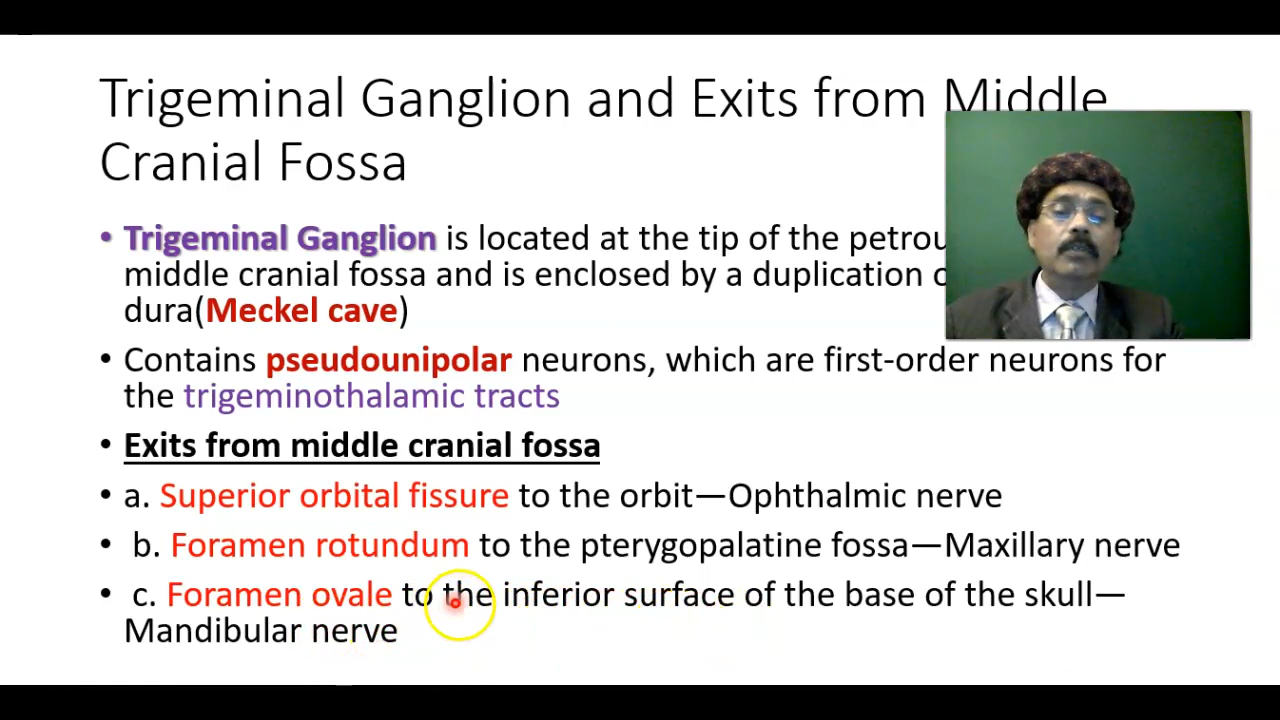 Trigeminal Ganglion and Exits from Middle
Cranial Fossa
• Trigeminal Ganglion is located at the tip of the
middle cranial fossa and is enclosed by a duplication
dura(Meckel cave)
• Contains pseudounipolar neurons, which are first-order neurons for
the trigeminothalamic tracts
• Exits from middle cranial fossa
• a. Superior orbital fissure to the orbit—Ophthalmic nerve
• b. Foramen rotundum to the pterygopalatine fossa—Maxillary nerve
• c. Foramen ovale to the inferior surface of the base of the skull—
Mandibular nerve